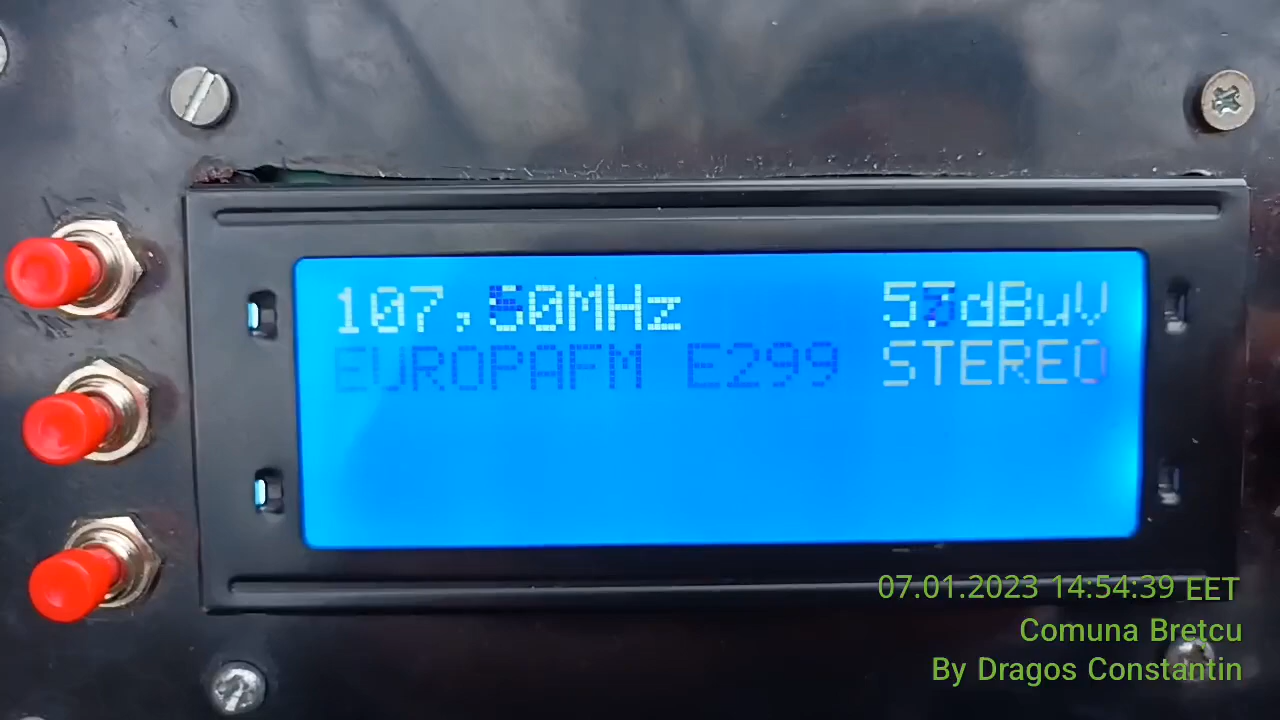 107,50MHz 57dBuV
EUROPAFM E299 STEREO
07.01.2023 14:54:39 EET
Comuna Bretcu
By Dragos Constantin